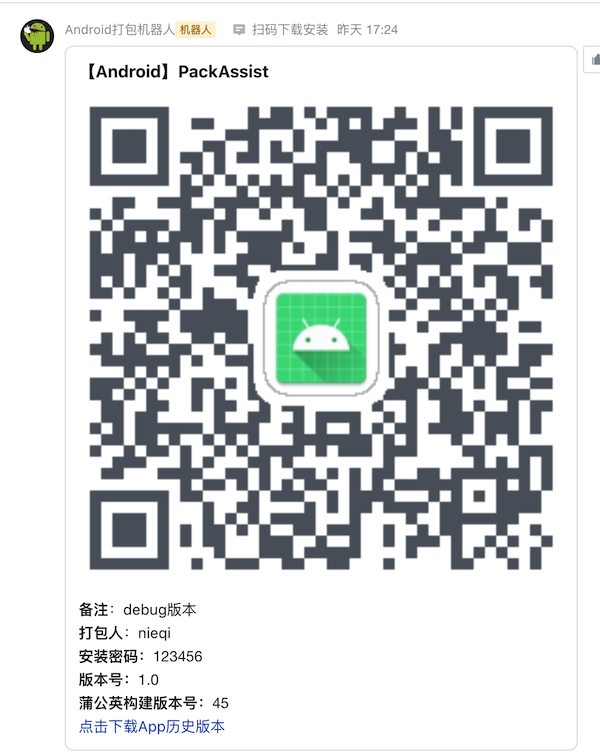 Android打包机器人 机器人 扫码下载安装 昨天 17:24
【Android】PackAssist
备注：debug版本
打包人：nieqi
安装密码：123456
版本号：1.0
蒲公英构建版本号：45
点击下载App历史版本